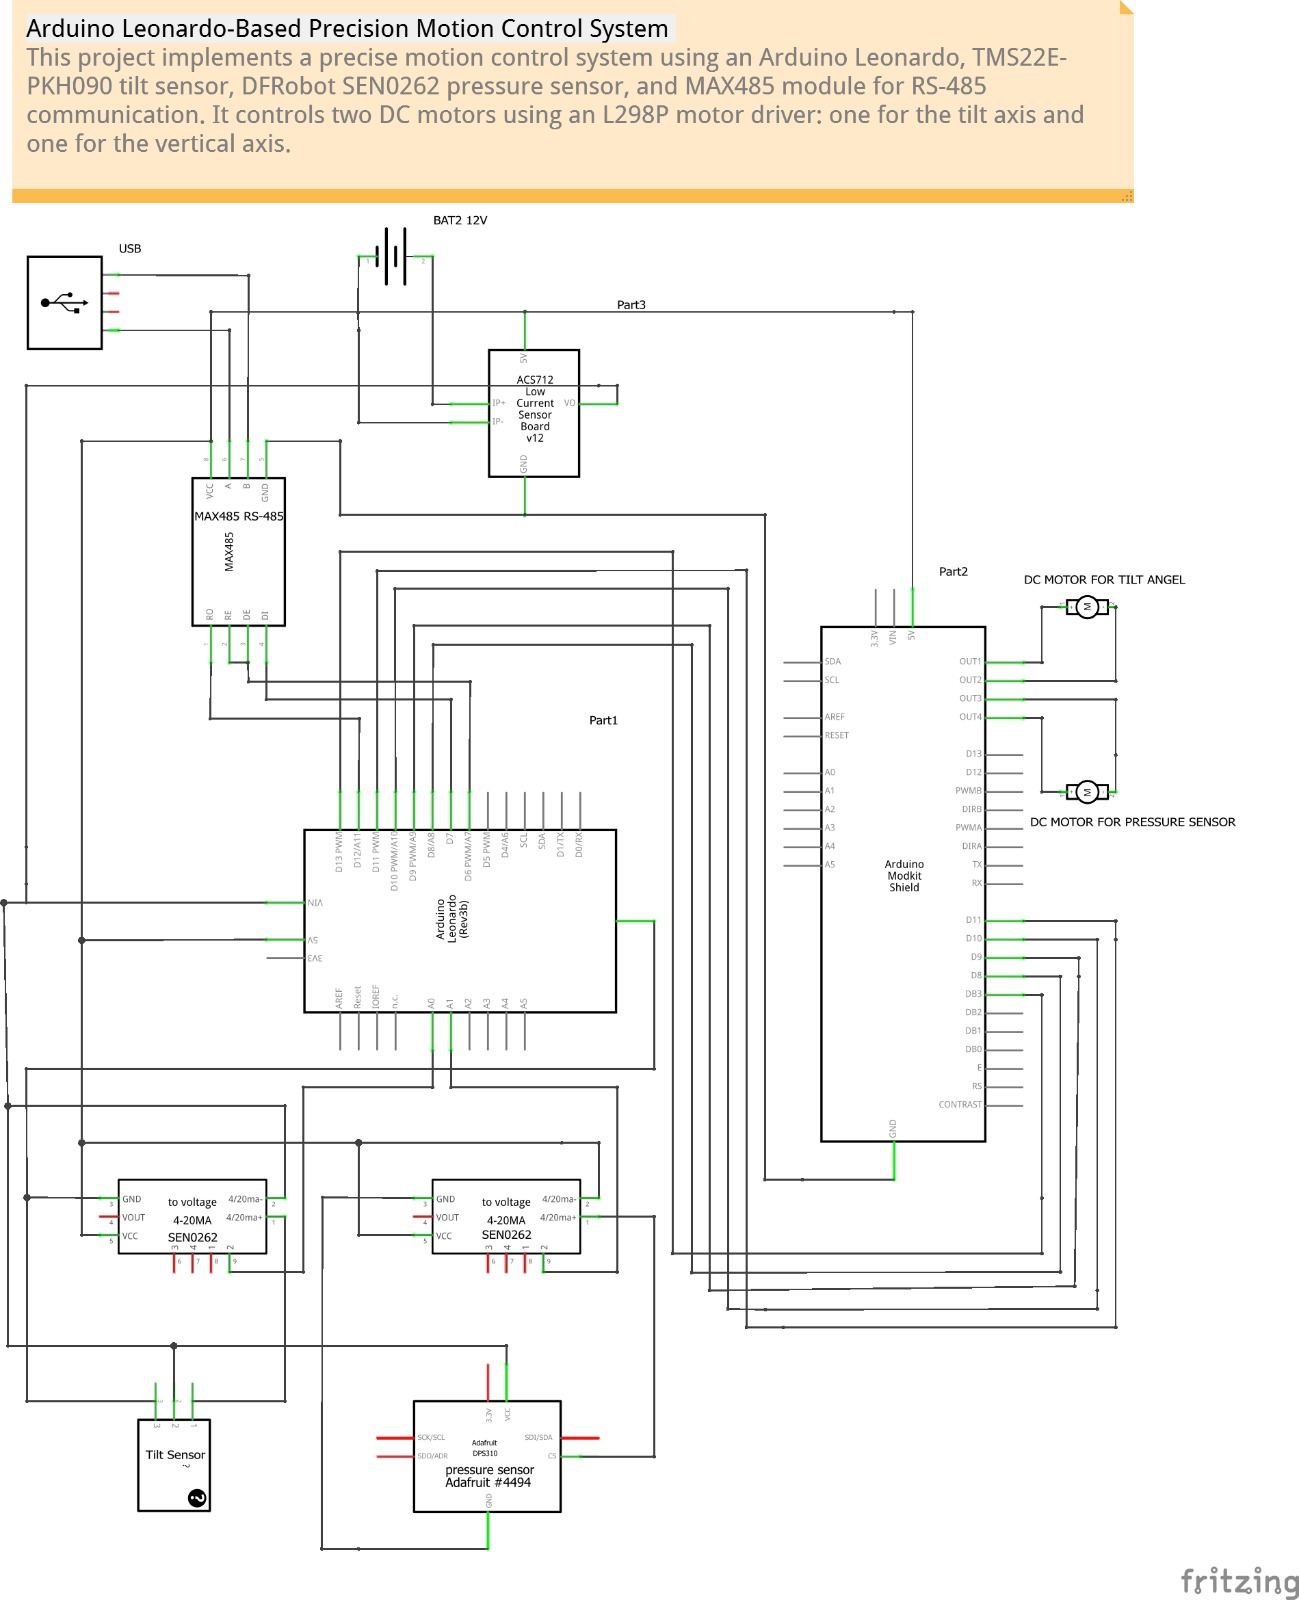 Arduino Leonardo-Based Precision Motion Control System
This project implements a precise motion control system using an Arduino Leonardo, TMS22E-
PKH090 tilt sensor, DFRobot SEN0262 pressure sensor, and MAX485 module for RS-485
communication. It controls two DC motors using an L298P motor driver: one for the tilt axis and
one for the vertical axis.
BAT2 12V
1
2
USB
Part3
5V
ACS712
Low
Current
Sensor
Board
v12
IP+
IP-
VO
GND
8
6
7
5
VCC
A
B
GND
MAX485 RS-485
MAX485
RO
RE
DE
DI
1
2
3
4
Part1
D13 PWM
D12/A11
D11 PWM
D10 PWM/A10
D9 PWM/A9
D8/A8
D7
D6 PWM/A7
D5 PWM
D4/A6
SCL
SDA
D1/TX
D0/RX
VIN
5V
3V3
Arduino
Leonardo
(Rev3b)
AREF
Reset
IOREF
n.c.
A0
A1
A2
A3
A4
A5
Part2
3.3V
VIN
5V
SDA
SCL
AREF
RESET
A0
A1
A2
A3
A4
A5
Arduino
Modkit
Shield
OUT1
OUT2
OUT3
OUT4
D13
D12
PWMB
DIRB
PWMA
DIRA
TX
RX
D11
D10
D9
D8
DB3
DB2
DB1
DB0
E
RS
CONTRAST
GND
DC MOTOR FOR TILT ANGEL
M
M
DC MOTOR FOR PRESSURE SENSOR
GND
VOUT
VCC
3
4
5
to voltage
4-20MA
SEN0262
4/20ma-
4/20ma+
2
1
3
4
1
2
6
7
8
9
GND
VOUT
VCC
3
4
5
to voltage
4-20MA
SEN0262
4/20ma-
4/20ma+
2
1
3
4
1
2
6
7
8
9
3
2
1
Tilt Sensor
?
3.3V
VCC
SCK/SCL
SDO/ADR
SDI/SDA
CS
Adafruit
DPS310
pressure sensor
Adafruit #4494
GND
fritzing